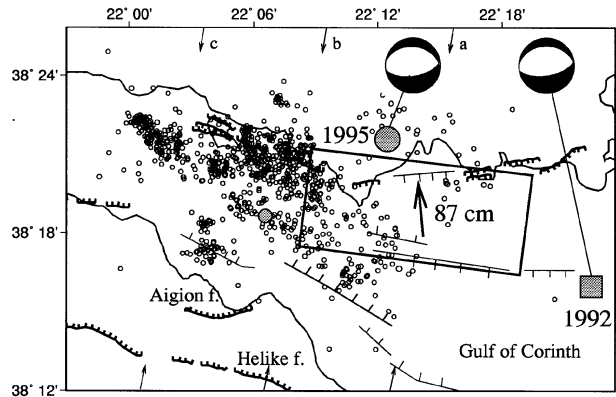 22°00' 22°06' 22°12' 22°18'
c b a
38°24'
1995
87 cm
38°18'
Aigion f.
1992
Helike f.
Gulf of Corinth
38°12'